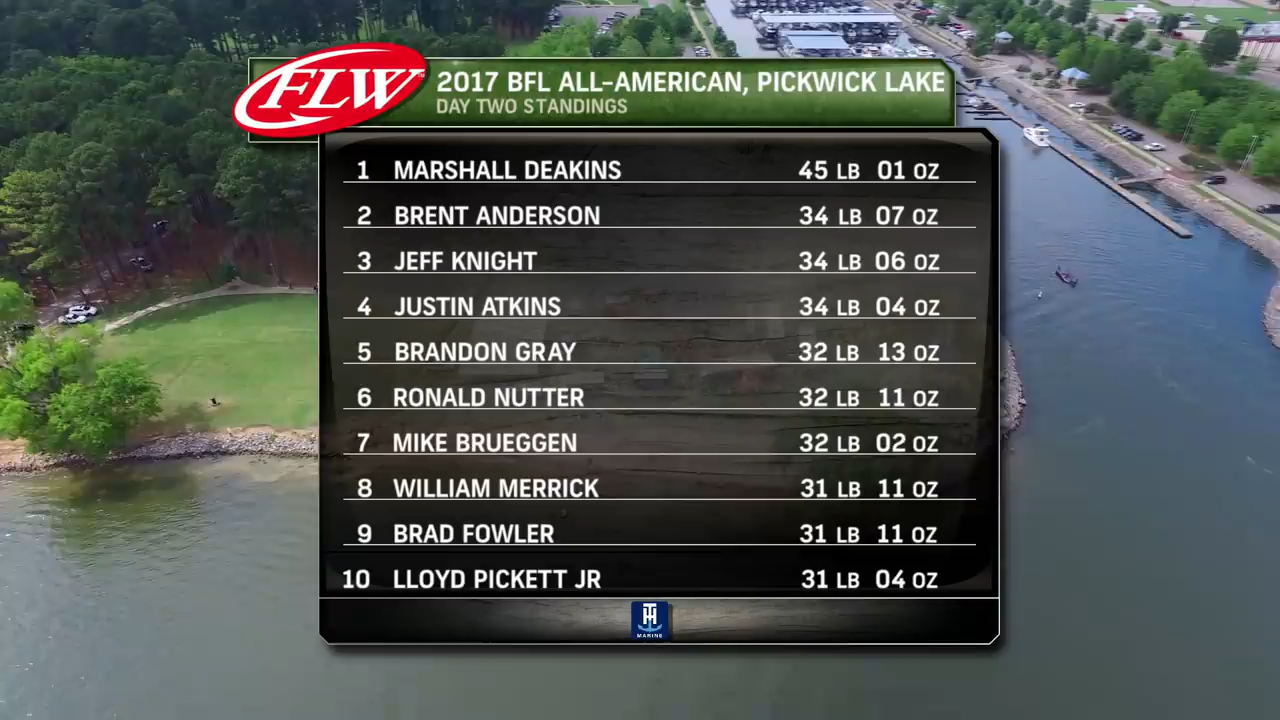 FLW
2017 BFL ALL-AMERICAN, PICKWICK LAKE
DAY TWO STANDINGS
1 MARSHALL DEAKINS 45 LB 01 OZ
2 BRENT ANDERSON 34 LB 07 OZ
3 JEFF KNIGHT 34 LB 06 OZ
4 JUSTIN ATKINS 34 LB 04 OZ
5 BRANDON GRAY 32 LB 13 OZ
6 RONALD NUTTER 32 LB 11 OZ
7 MIKE BRUEGGEN 32 LB 02 OZ
8 WILLIAM MERRICK 31 LB 11 OZ
9 BRAD FOWLER 31 LB 11 OZ
10 LLOYD PICKETT JR 31 LB 04 OZ
TH
MARINE